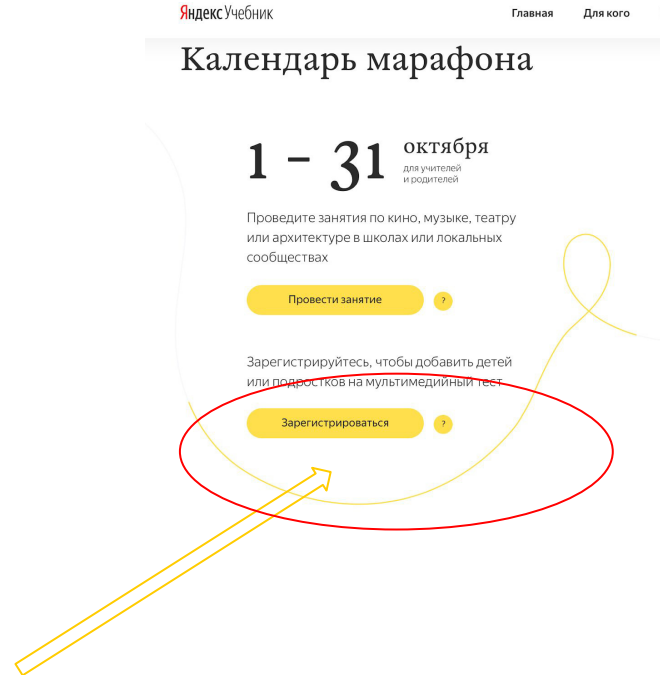 Яндекс Учебник
Главная
Для кого
Календарь марафона
1 – 31
октября
для учителей
и родителей
Проведите занятия по кино, музыке, театру
или архитектуре в школах или локальных
сообществах
Провести занятие
?
Зарегистрируйтесь, чтобы добавить детей
или подростков на мультимедийный тест
Зарегистрироваться
?